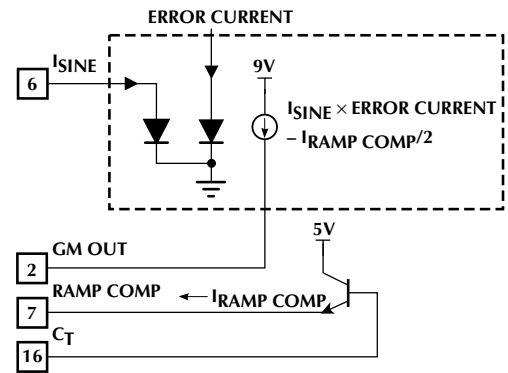 ERROR CURRENT
6 ISINE
9V
ISINE × ERROR CURRENT
– IRAMP COMP/2
5V
2 GM OUT
7 RAMP COMP ← IRAMP COMP
16 CT